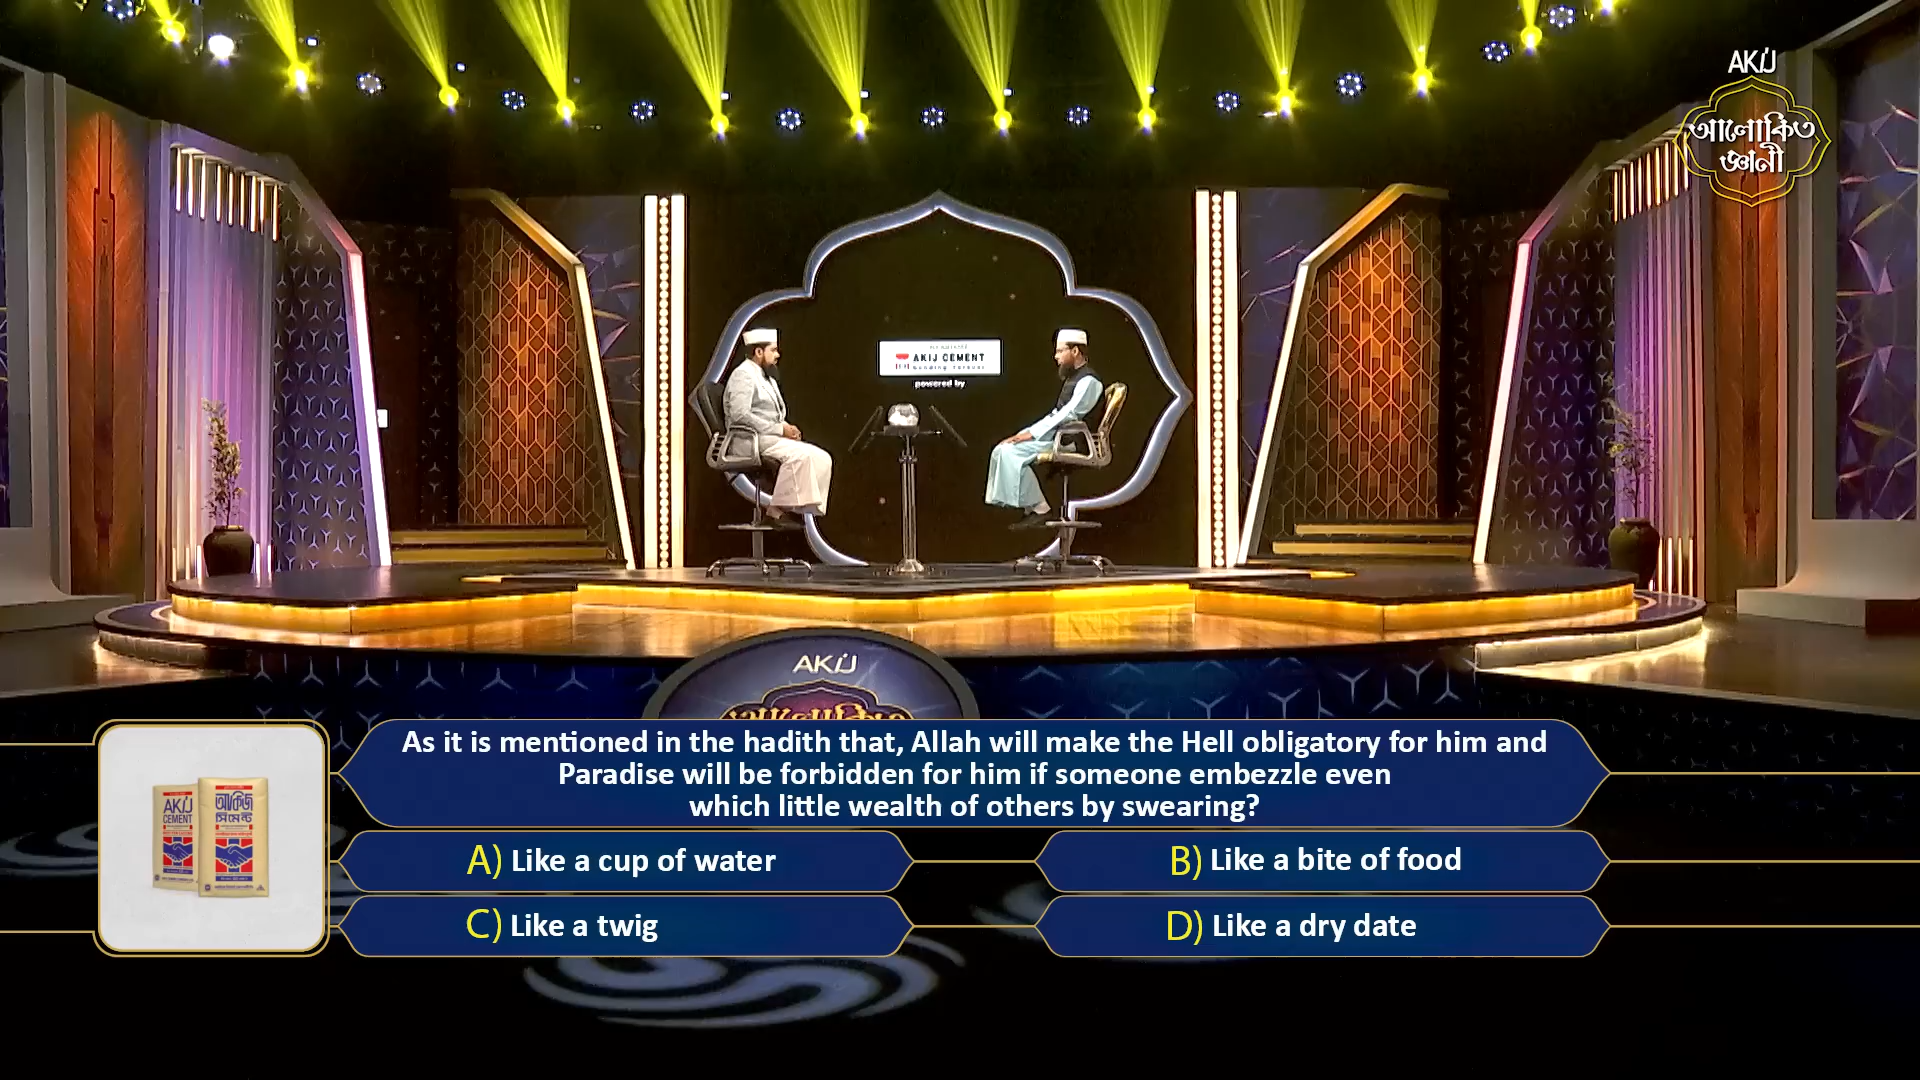 AKIJ
আলোকিত
জ্ঞানী
AKIJ CEMENT
powered by
AKIJ
As it is mentioned in the hadith that, Allah will make the Hell obligatory for him and
Paradise will be forbidden for him if someone embezzle even
which little wealth of others by swearing?
AKIJ
CEMENT
আকিজ
সিমেন্ট
A) Like a cup of water
B) Like a bite of food
C) Like a twig
D) Like a dry date